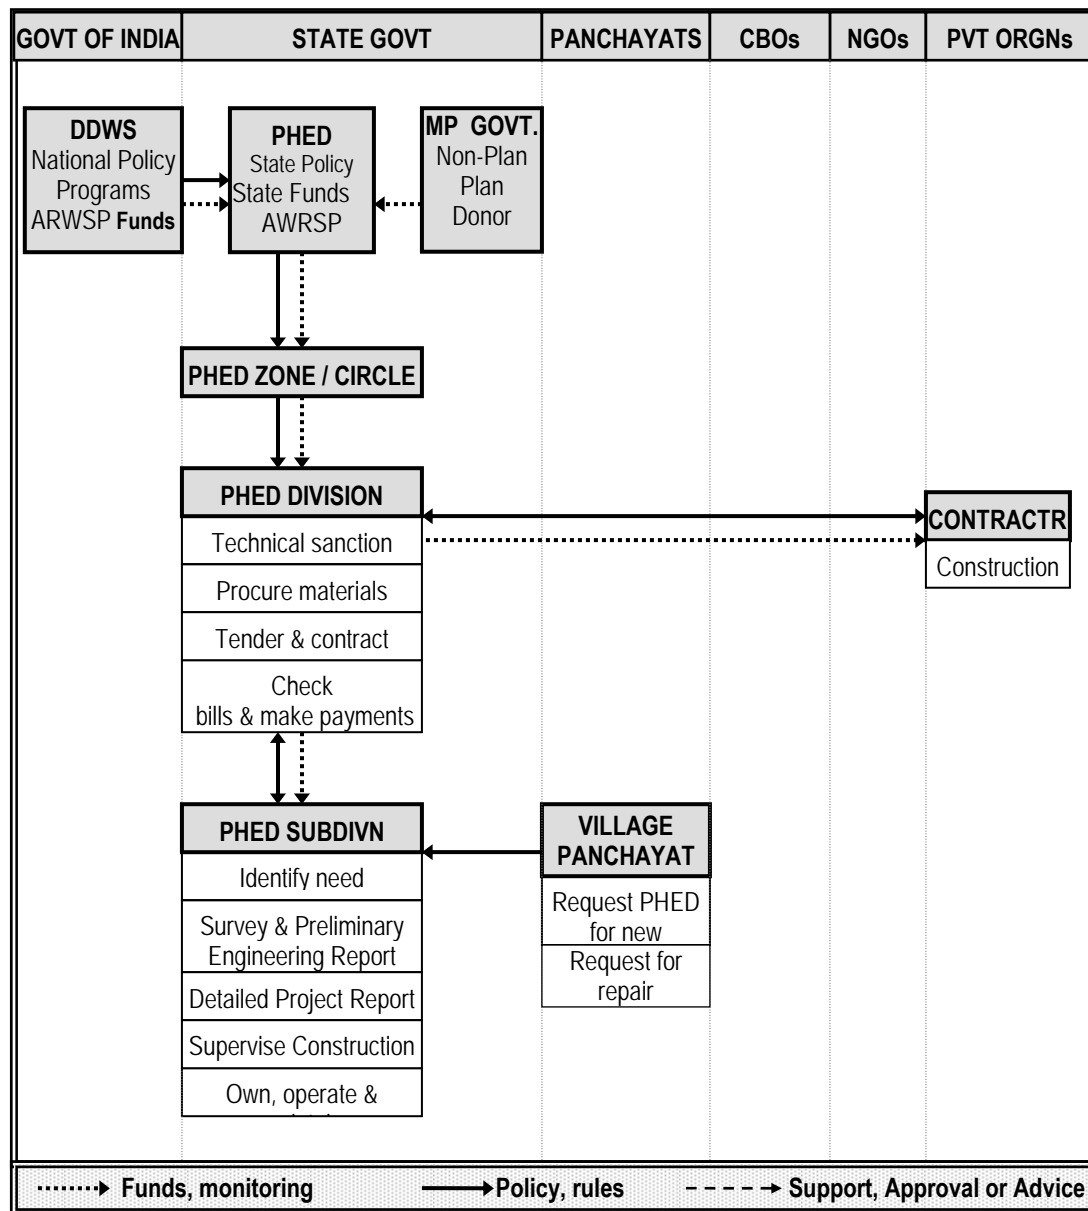 GOVT OF INDIA STATE GOVT PANCHAYATS CBOs NGOs PVT ORGNs
DDWS
National Policy
Programs
ARWSP Funds
PHED
State Policy
State Funds
AWRSP
MP GOVT.
Non-Plan
Plan
Donor
PHED ZONE / CIRCLE
PHED DIVISION
Technical sanction
Procure materials
Tender & contract
Check
bills & make payments
CONTRACTR
Construction
PHED SUBDIVN
Identify need
Survey & Preliminary
Engineering Report
Detailed Project Report
Supervise Construction
Own, operate &
VILLAGE
PANCHAYAT
Request PHED
for new
Request for
repair
Funds, monitoring Policy, rules Support, Approval or Advice